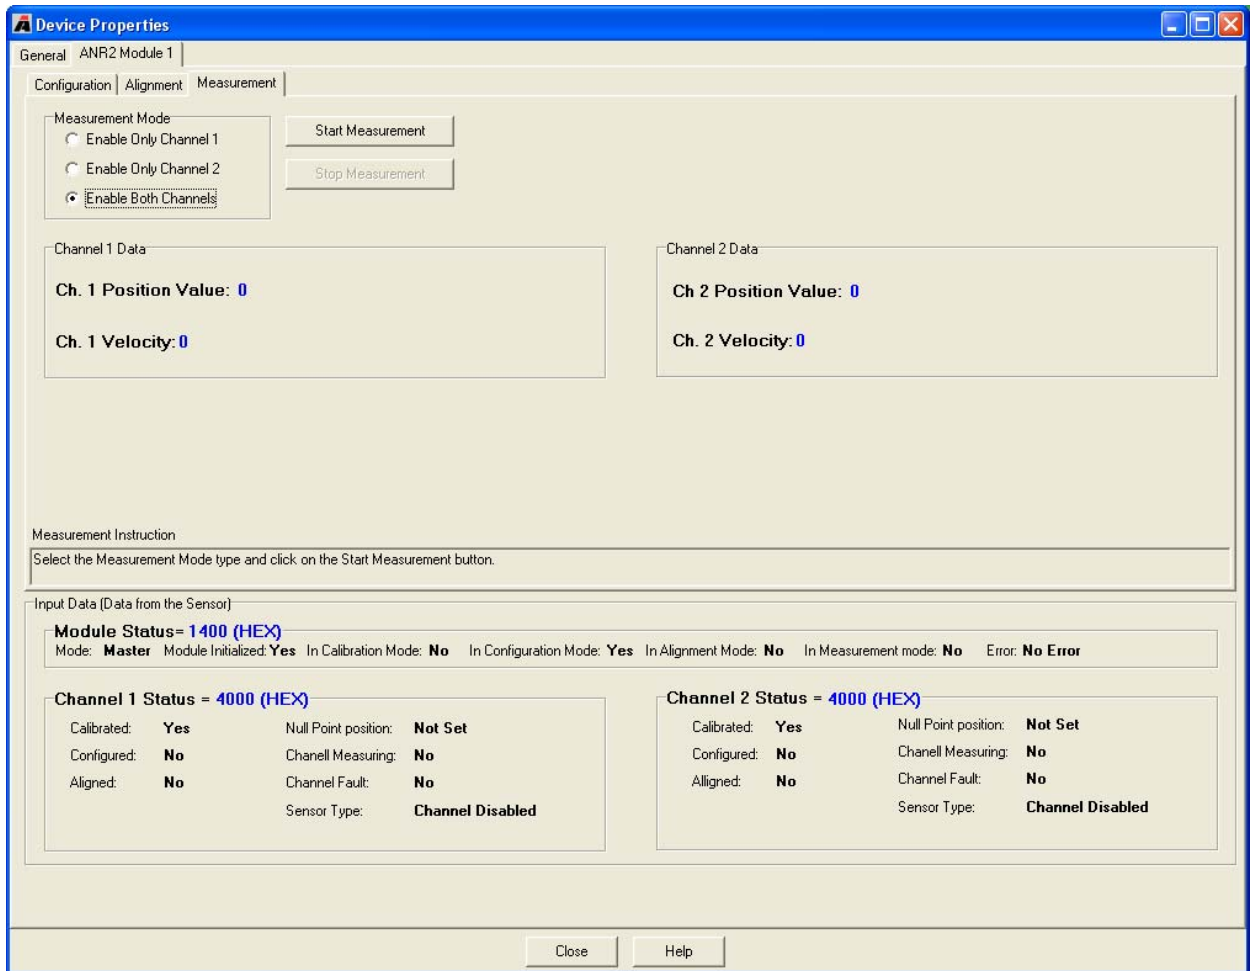 Device Properties
General ANR2 Module 1
Configuration Alignment Measurement
Measurement Mode
Enable Only Channel 1
Enable Only Channel 2
Enable Both Channels
Start Measurement
Stop Measurement
Channel 1 Data
Ch. 1 Position Value: 0
Ch. 1 Velocity: 0
Channel 2 Data
Ch 2 Position Value: 0
Ch. 2 Velocity: 0
Measurement Instruction
Select the Measurement Mode type and click on the Start Measurement button.
Input Data (Data from the Sensor)
Module Status= 1400 (HEX)
Mode: Master Module Initialized: Yes In Calibration Mode: No In Configuration Mode: Yes In Alignment Mode: No In Measurement mode: No Error: No Error
Channel 1 Status = 4000 (HEX)
Calibrated: Yes Null Point position: Not Set
Configured: No Chanell Measuring: No
Aligned: No Channel Fault: No
Sensor Type: Channel Disabled
Channel 2 Status = 4000 (HEX)
Calibrated: Yes Null Point position: Not Set
Configured: No Chanell Measuring: No
Alligned: No Channel Fault: No
Sensor Type: Channel Disabled
Close Help